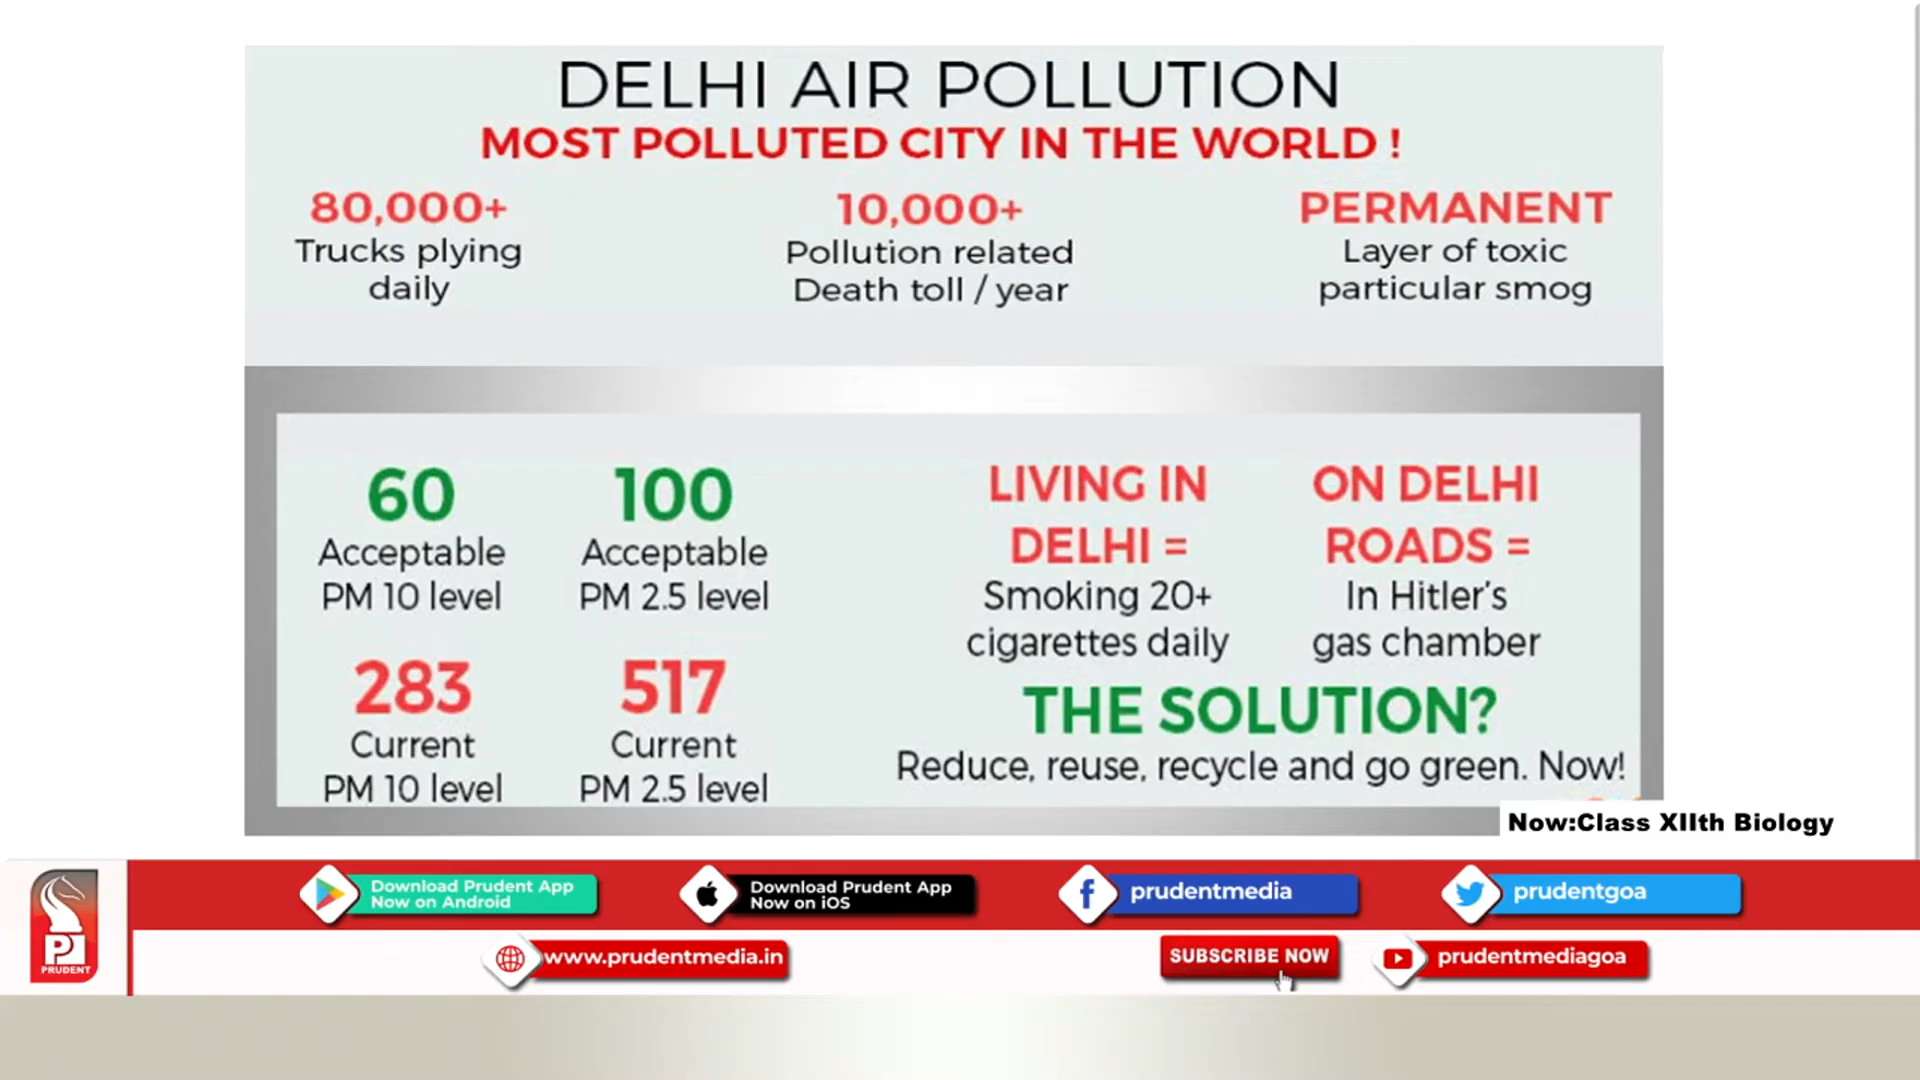 DELHI AIR POLLUTION
MOST POLLUTED CITY IN THE WORLD !
80,000+
Trucks plying
daily
10,000+
Pollution related
Death toll / year
PERMANENT
Layer of toxic
particular smog
60
Acceptable
PM 10 level
100
Acceptable
PM 2.5 level
283
Current
PM 10 level
517
Current
PM 2.5 level
LIVING IN
DELHI =
Smoking 20+
cigarettes daily
ON DELHI
ROADS =
In Hitler's
gas chamber
THE SOLUTION?
Reduce, reuse, recycle and go green. Now!
Now:Class XIIth Biology
PRUDENT
Download Prudent App
Now on Android
Download Prudent App
Now on iOS
prudentmedia
prudentgoa
www.prudentmedia.in
SUBSCRIBE NOW
prudentmediagoa